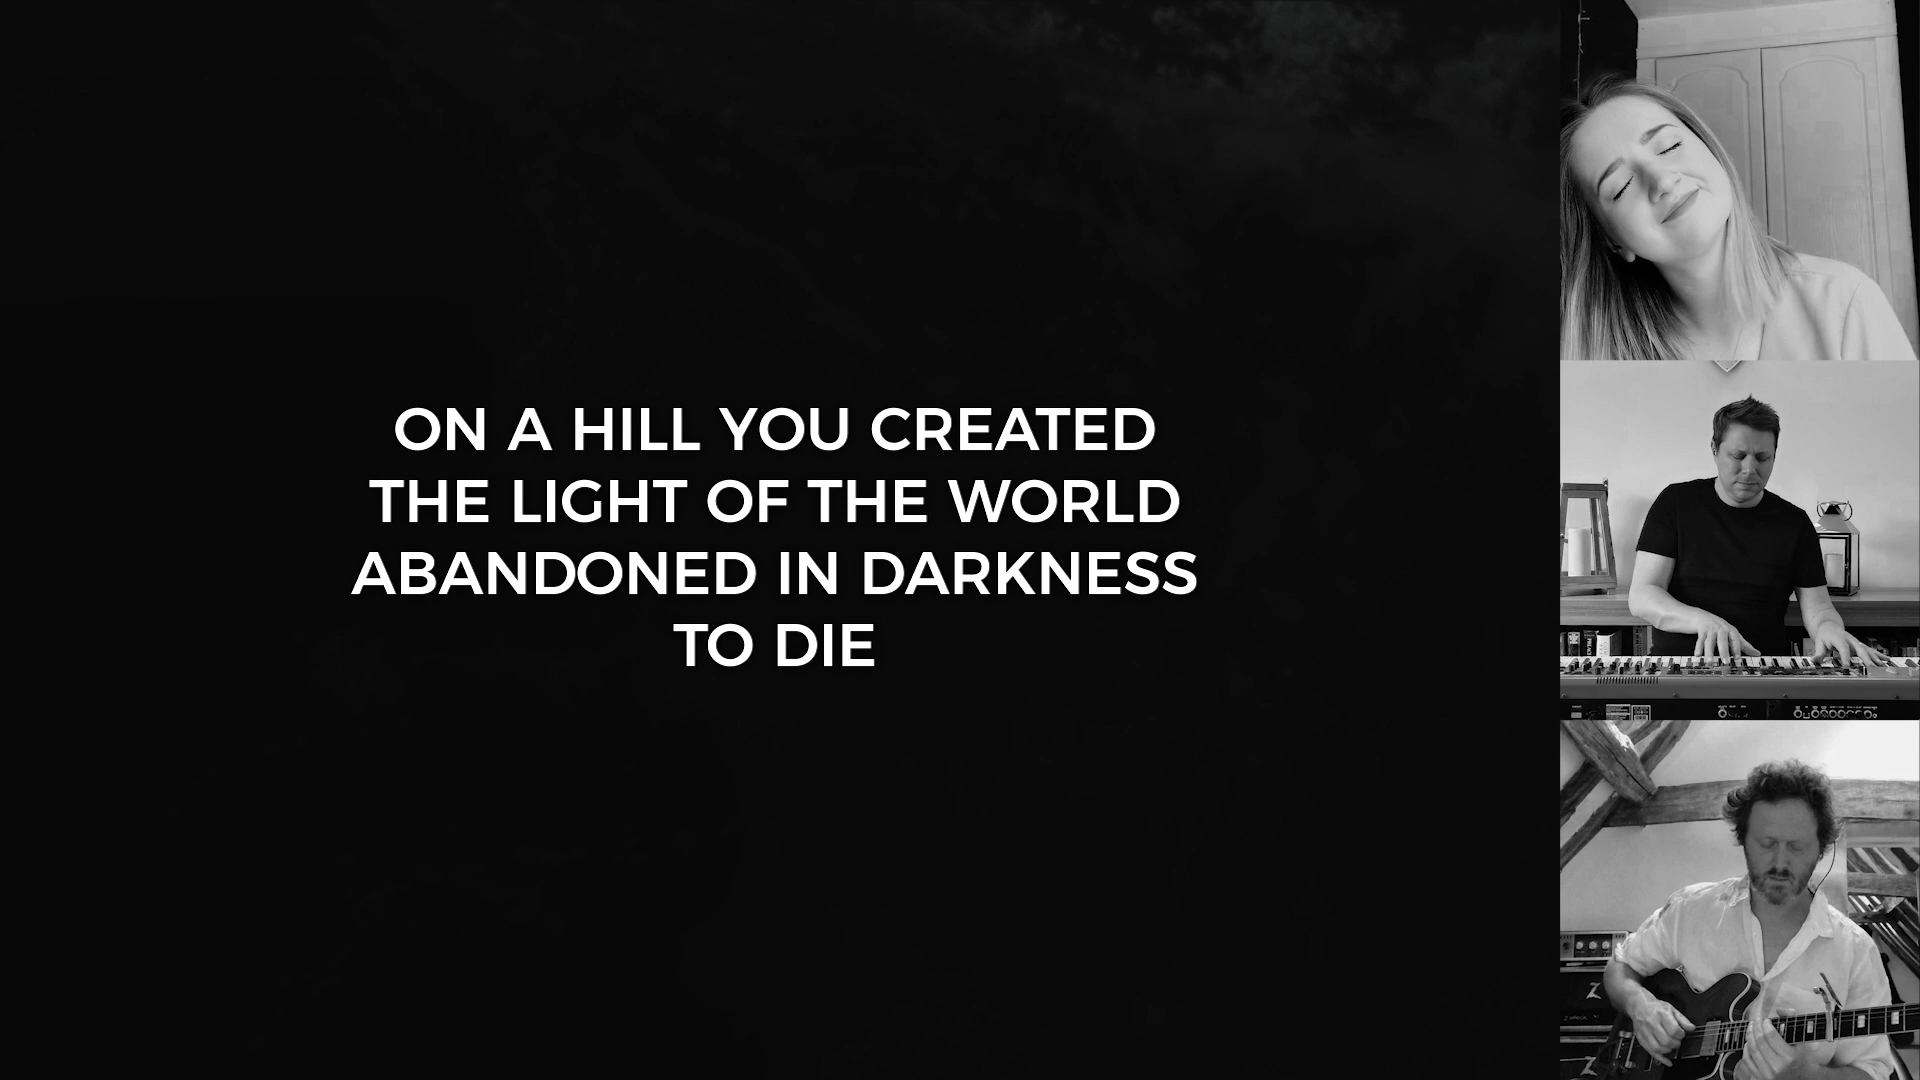 ON A HILL YOU CREATED
THE LIGHT OF THE WORLD
ABANDONED IN DARKNESS
TO DIE